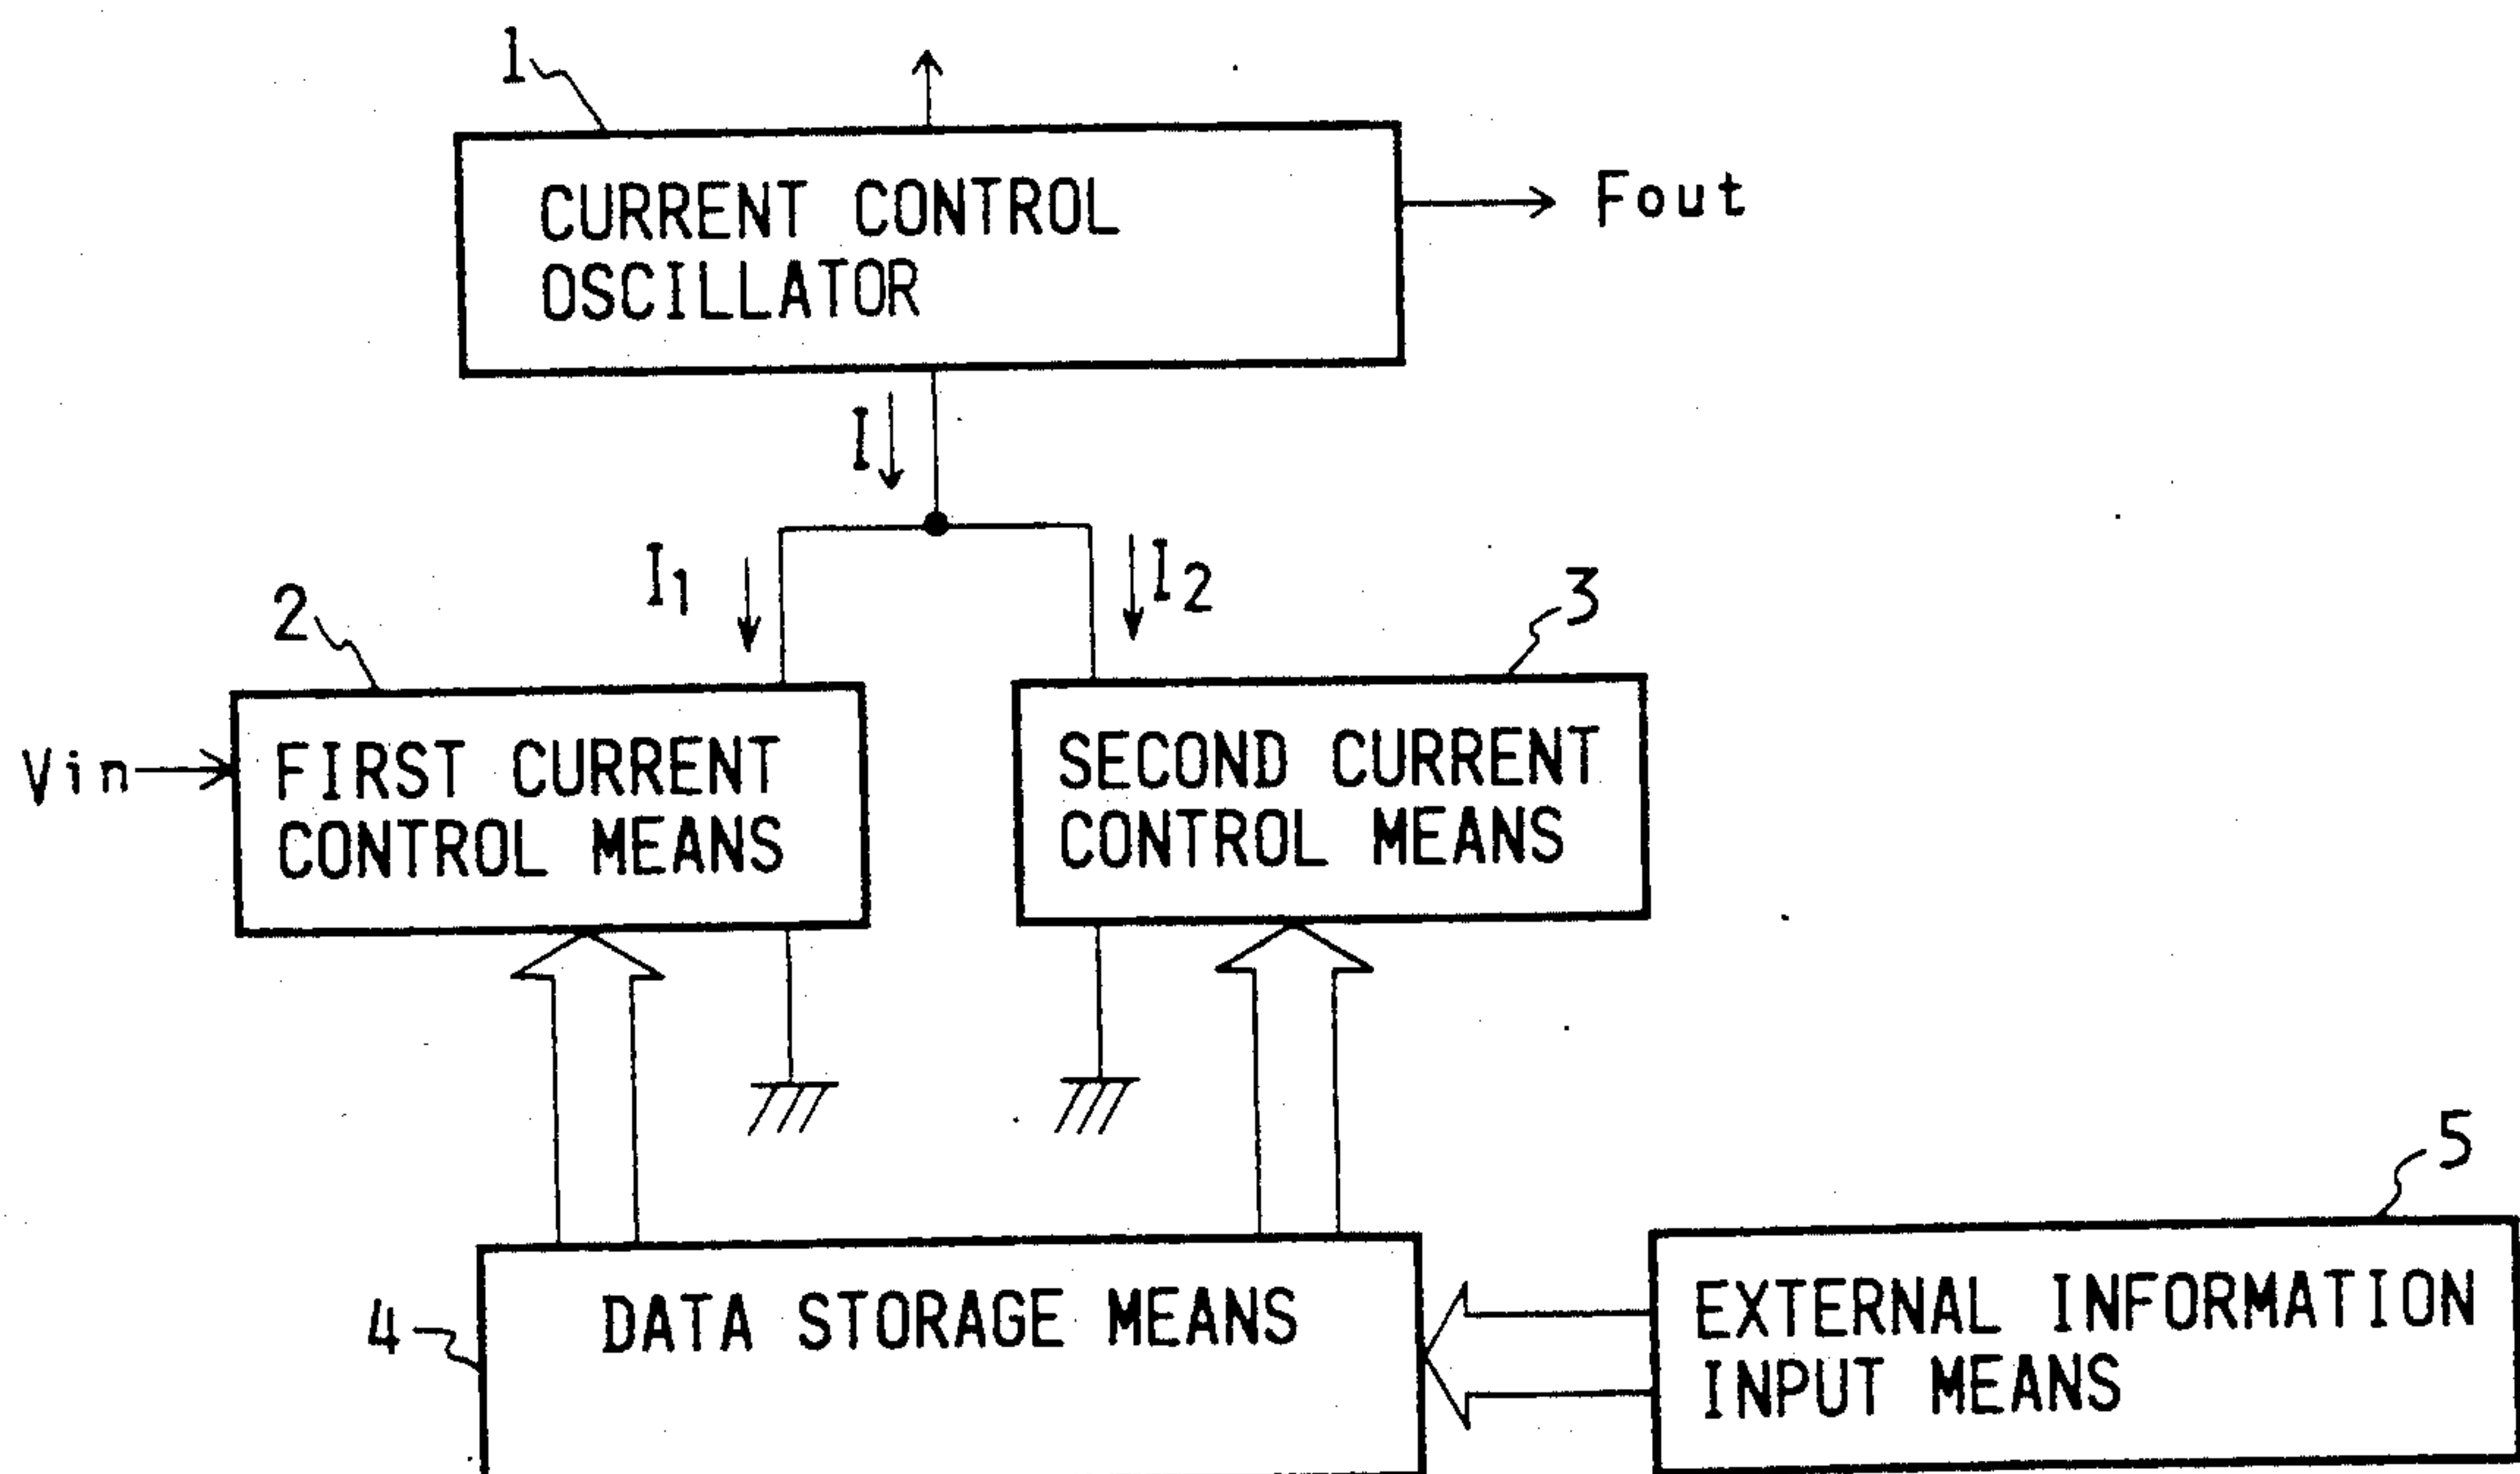 1
CURRENT CONTROL
OSCILLATOR
Fout
I
I1
I2
2
3
Vin
FIRST CURRENT
CONTROL MEANS
SECOND CURRENT
CONTROL MEANS
5
4
DATA STORAGE MEANS
EXTERNAL INFORMATION
INPUT MEANS